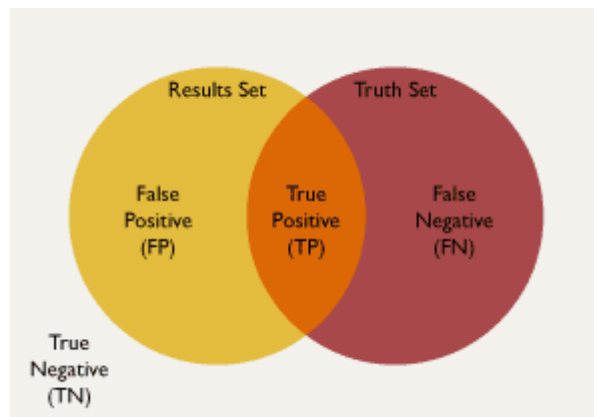 Results Set
Truth Set
False
Positive
(FP)
True
Positive
(TP)
False
Negative
(FN)
True
Negative
(TN)